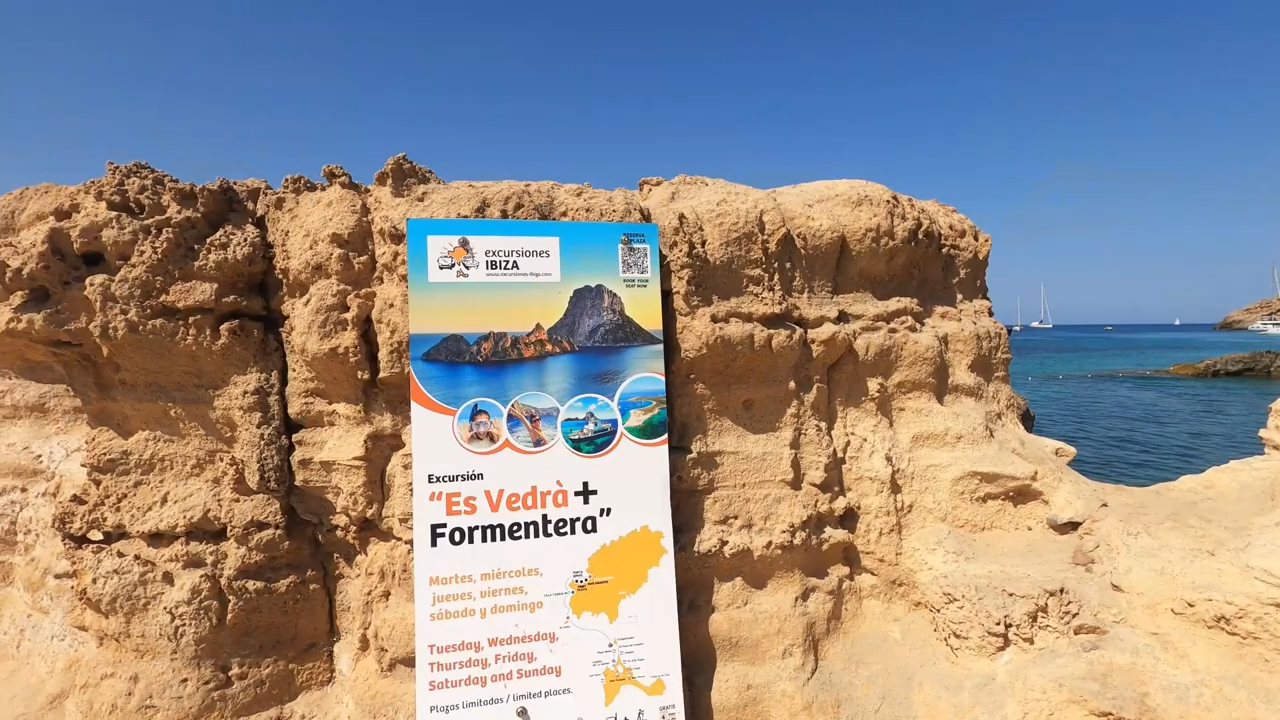 excursiones
IBIZA
RESERVA
PLAZA
BOOK YOUR
SEAT NOW
Excursión
"Es Vedrà +
Formentera"
Martes, miércoles,
jueves, viernes,
sábado y domingo
Tuesday, Wednesday,
Thursday, Friday,
Saturday and Sunday
Plazas limitadas / limited places.
GRATIS